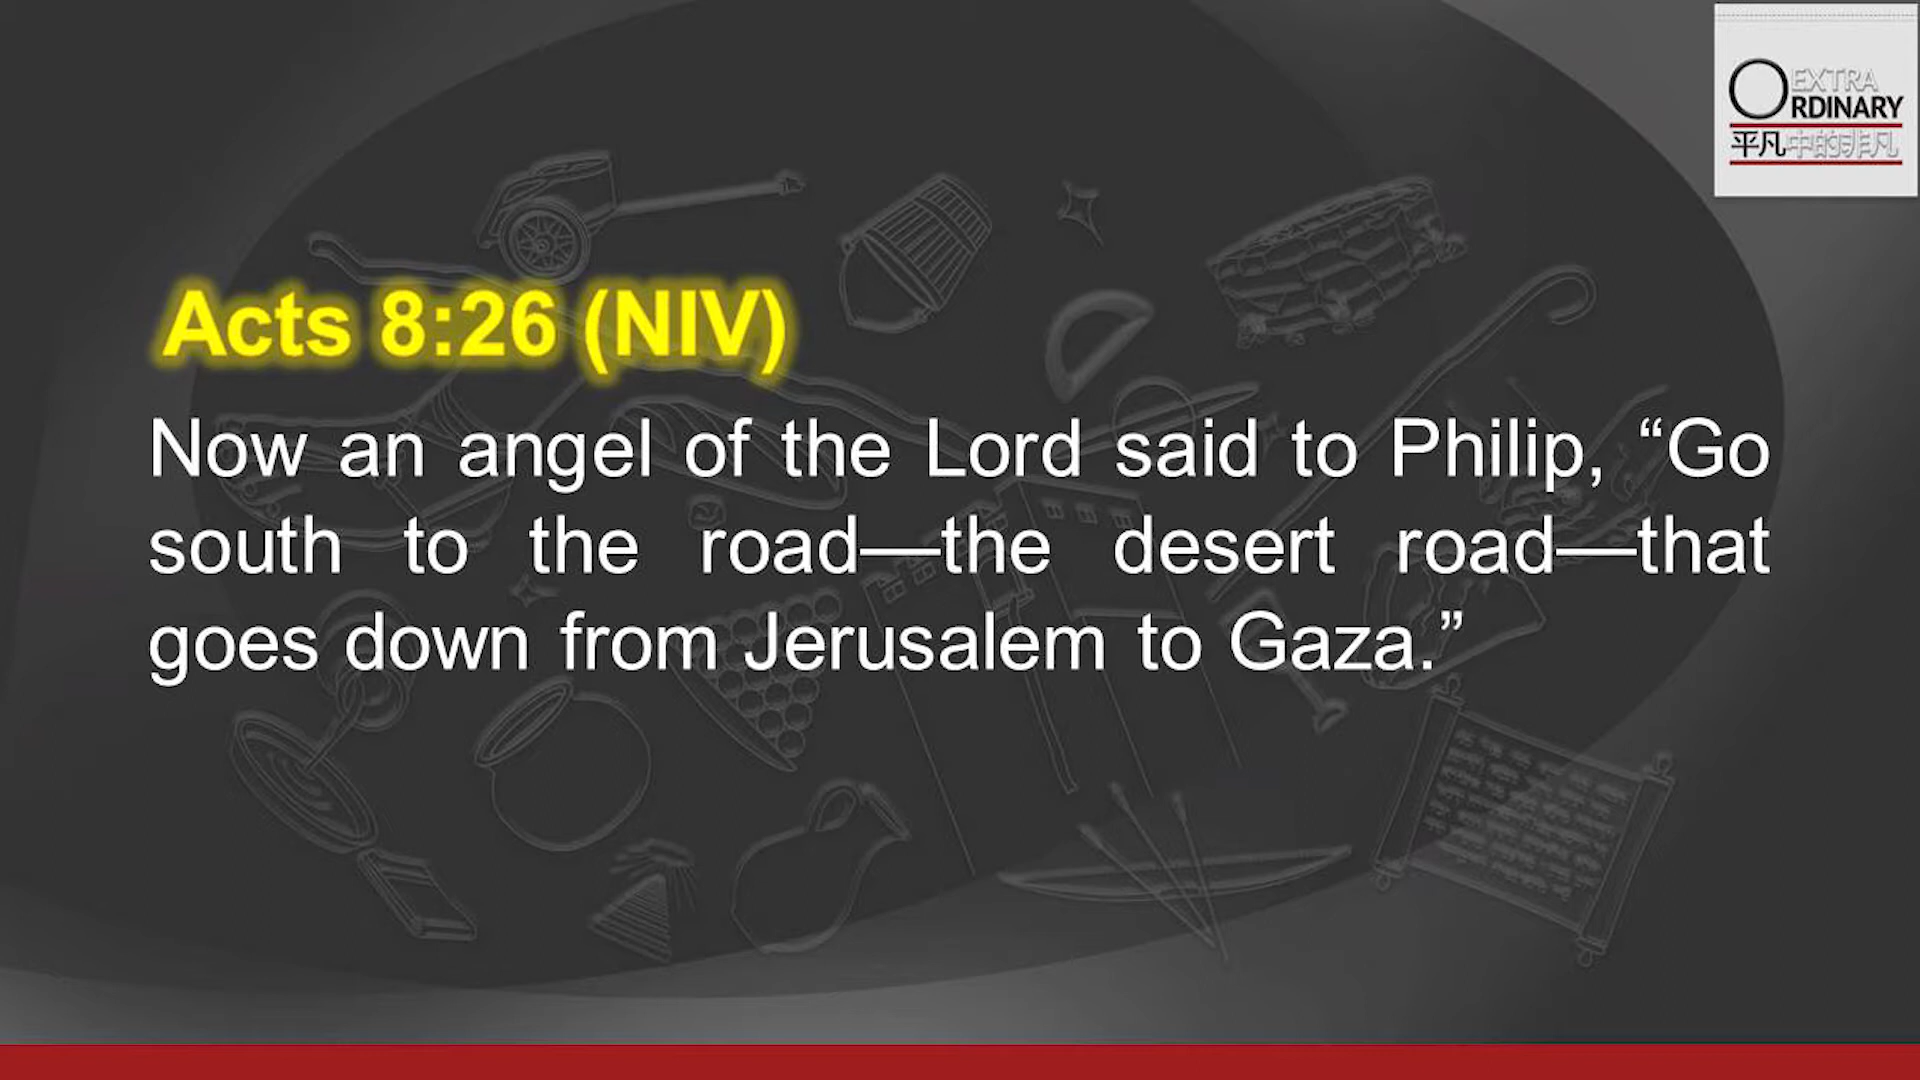 EXTRA
ORDINARY
平凡中的非凡
Acts 8:26 (NIV)
Now an angel of the Lord said to Philip, “Go
south to the road—the desert road—that
goes down from Jerusalem to Gaza.”